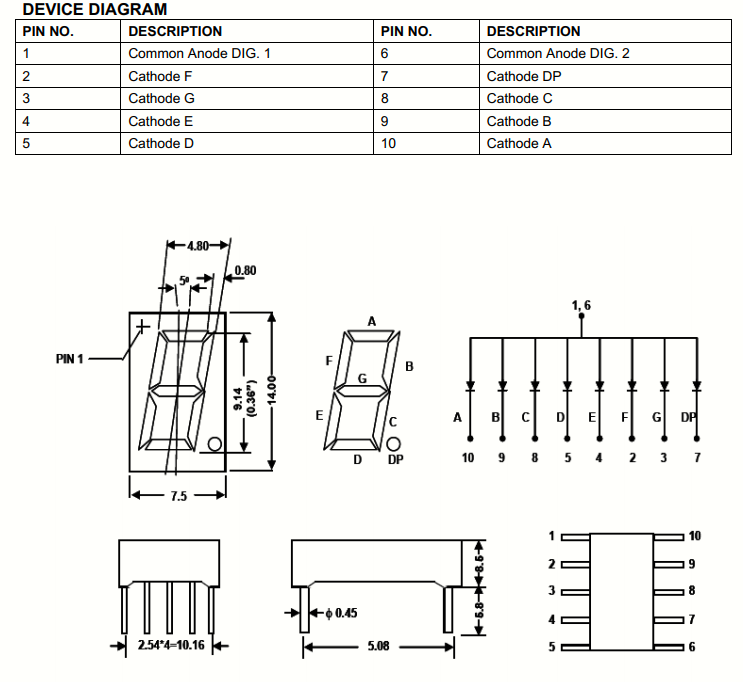 DEVICE DIAGRAM
PIN NO. DESCRIPTION PIN NO. DESCRIPTION
1 Common Anode DIG. 1 6 Common Anode DIG. 2
2 Cathode F 7 Cathode DP
3 Cathode G 8 Cathode C
4 Cathode E 9 Cathode B
5 Cathode D 10 Cathode A
4.80
0.80
5º
PIN 1
9.14
(0.36")
14.00
7.5
A
F
B
G
E
C
D
DP
1, 6
A B C D E F G DP
10 9 8 5 4 2 3 7
2.54*4=10.16
ϕ 0.45
5.08
8.5
5.8
1 10
2 9
3 8
4 7
5 6